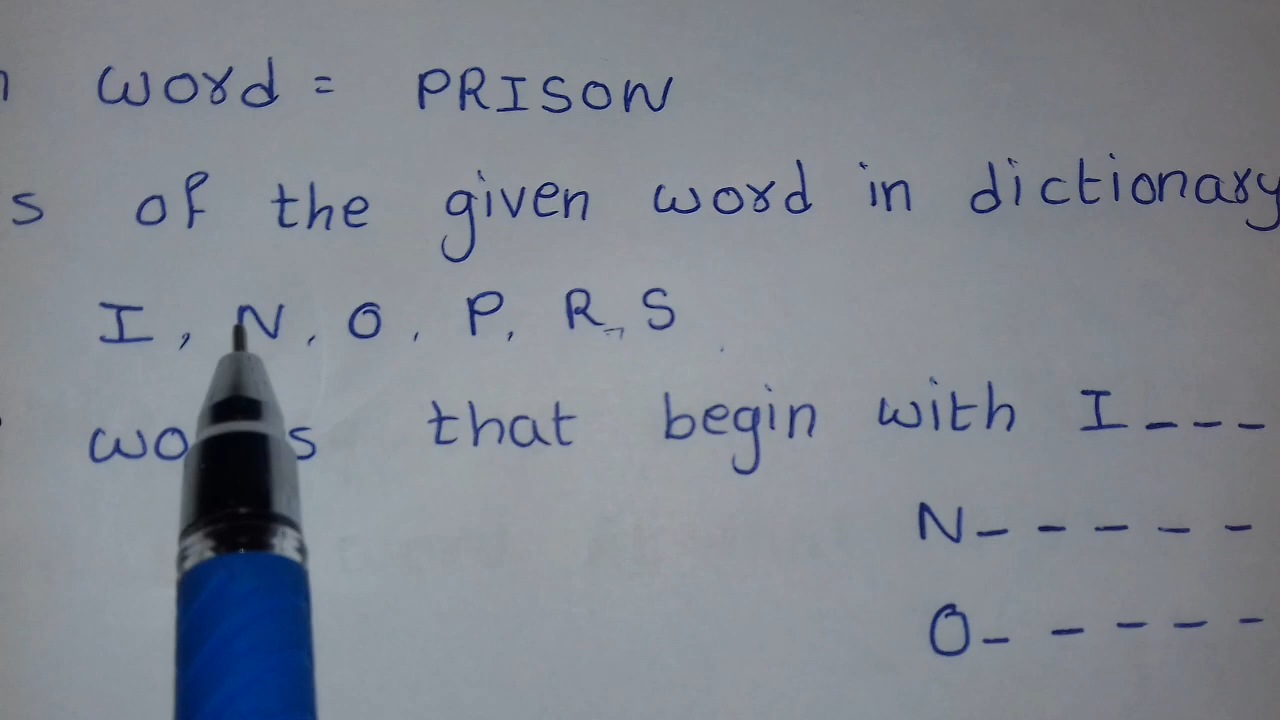 word = PRISON
s of the given word in dictionary
I, N, O, P, R, S
that begin with I---
N-----
O-----